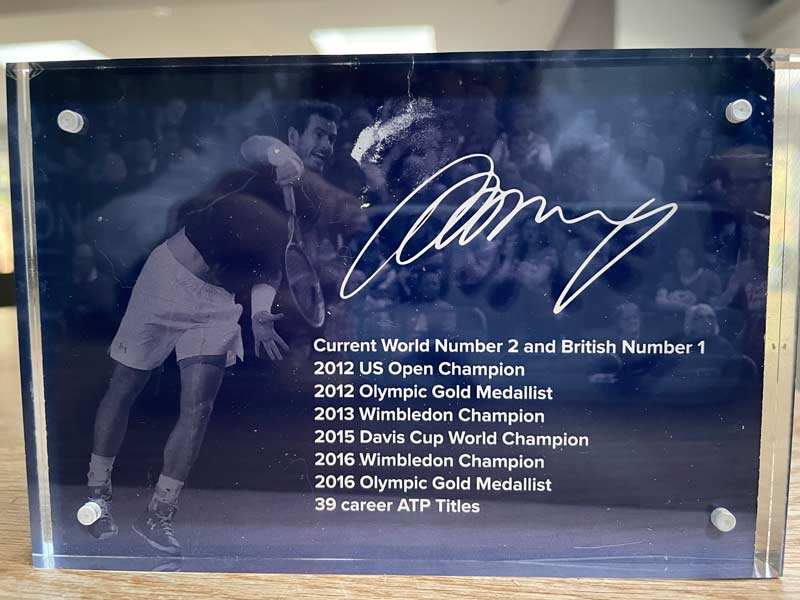 Current World Number 2 and British Number 1
2012 US Open Champion
2012 Olympic Gold Medallist
2013 Wimbledon Champion
2015 Davis Cup World Champion
2016 Wimbledon Champion
2016 Olympic Gold Medallist
39 career ATP Titles